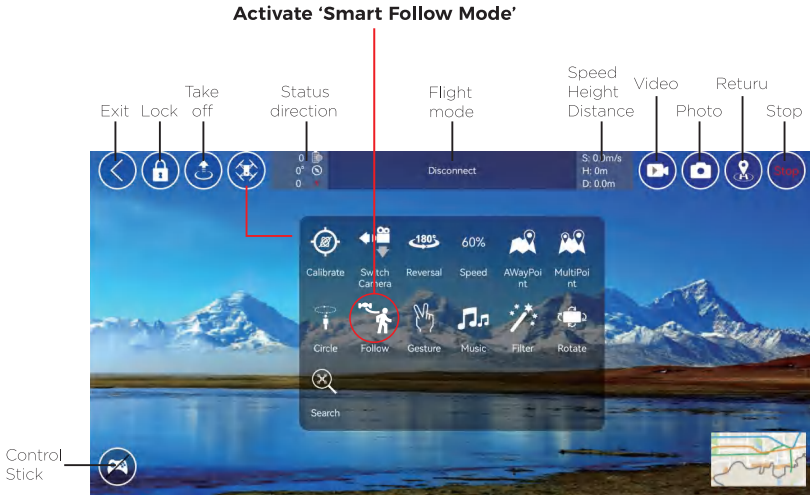 Activate ‘Smart Follow Mode’
Exit
Lock
Take
off
Status
direction
Flight
mode
Speed
Height
Distance
Video
Photo
Returu
Stop
0
0°
0
Disconnect
S: 0.0m/s
H: 0m
D: 0.0m
Stop
180°
60%
Calibrate
Switch
Camera
Reversal
Speed
AWayPoi
nt
MultiPoi
nt
Circle
Follow
Gesture
Music
Filter
Rotate
Search
Control
Stick